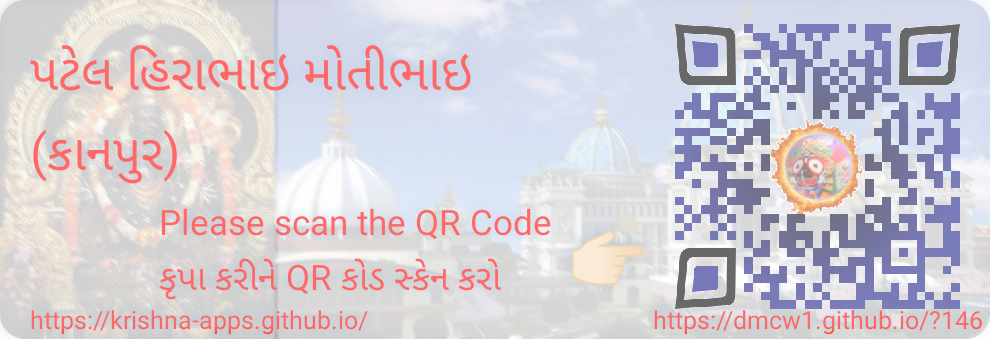 પટેલ હિરાભાઇ મોતીભાઇ
(કાનપુર)
Please scan the QR Code
કૃપા કરીને QR કોડ સ્કેન કરો
https://krishna-apps.github.io/
https://dmcw1.github.io/?146